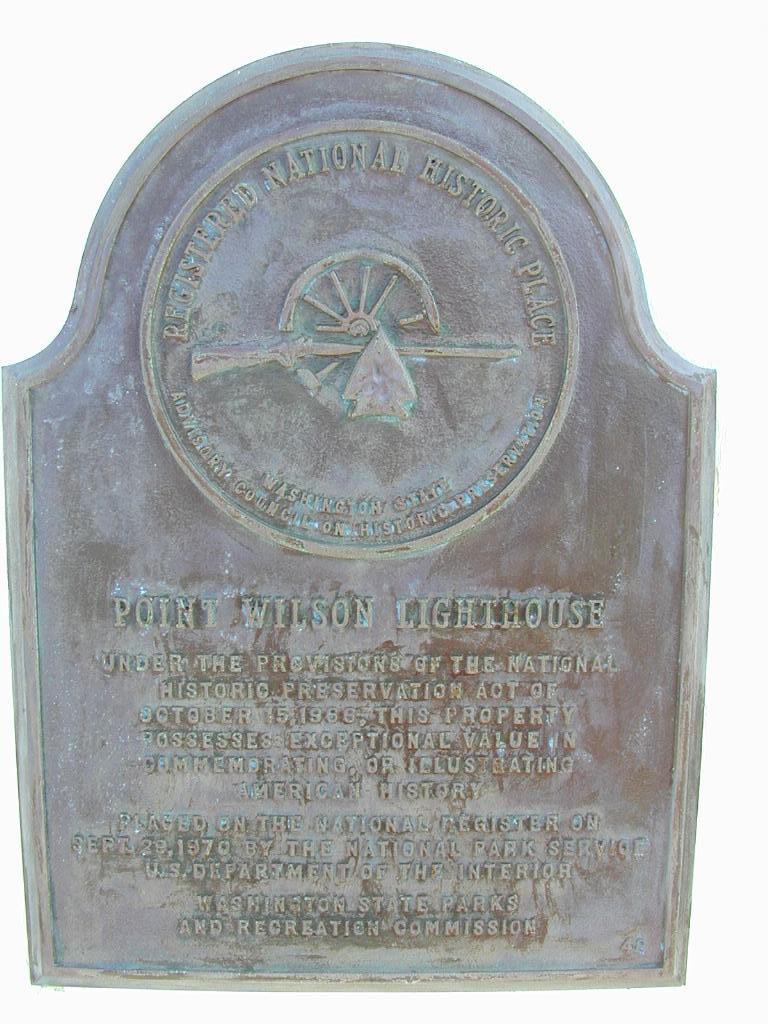 REGISTERED NATIONAL HISTORIC PLACE
WASHINGTON STATE
ADVISORY COUNCIL ON HISTORIC PRESERVATION
POINT WILSON LIGHTHOUSE
UNDER THE PROVISIONS OF THE NATIONAL
HISTORIC PRESERVATION ACT OF
OCTOBER 15, 1966, THIS PROPERTY
POSSESSES EXCEPTIONAL VALUE IN
COMMEMORATING, OR ILLUSTRATING
AMERICAN HISTORY
PLACED ON THE NATIONAL REGISTER ON
SEPT. 29, 1970 BY THE NATIONAL PARK SERVICE
U.S. DEPARTMENT OF THE INTERIOR
WASHINGTON STATE PARKS
AND RECREATION COMMISSION